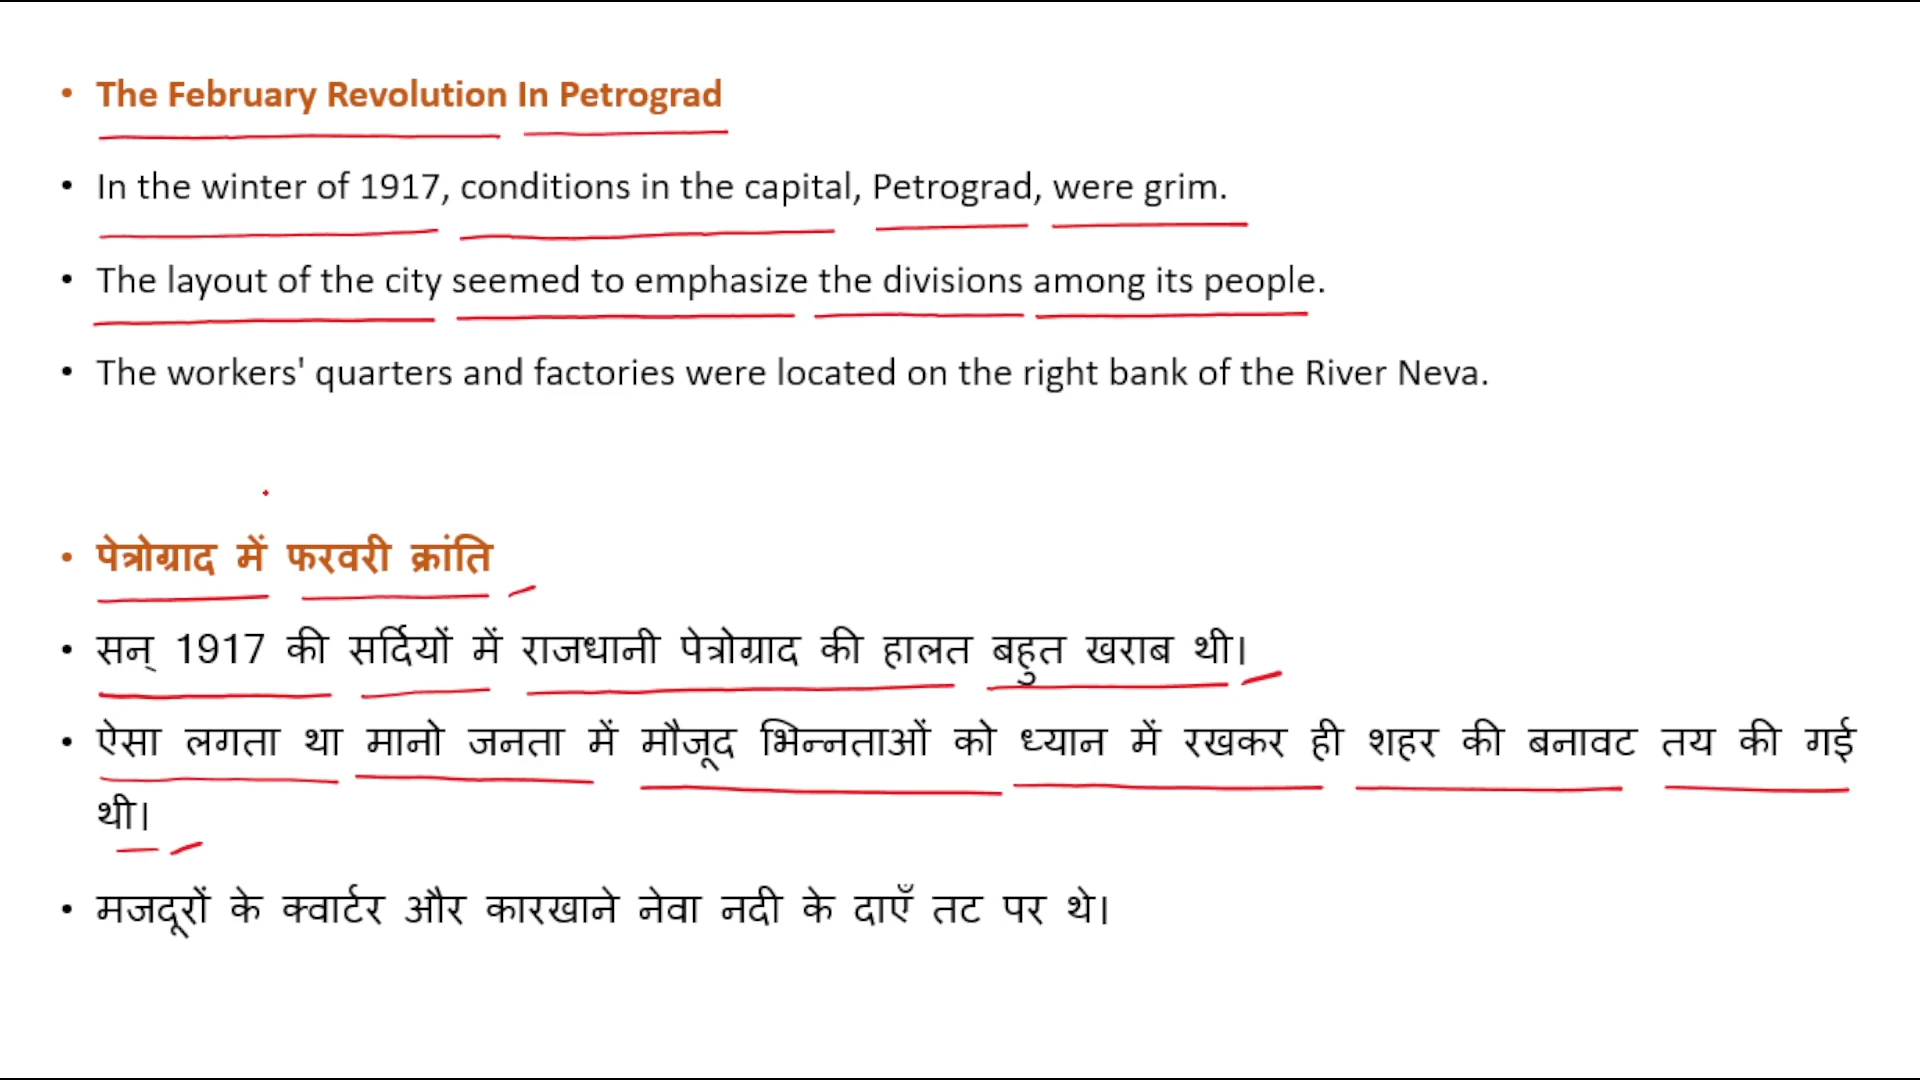 • The February Revolution In Petrograd
• In the winter of 1917, conditions in the capital, Petrograd, were grim.
• The layout of the city seemed to emphasize the divisions among its people.
• The workers' quarters and factories were located on the right bank of the River Neva.
• पेत्रोग्राद में फरवरी क्रांति
• सन् 1917 की सर्दियों में राजधानी पेत्रोग्राद की हालत बहुत खराब थी।
• ऐसा लगता था मानो जनता में मौजूद भिन्नताओं को ध्यान में रखकर ही शहर की बनावट तय की गई
थी।
• मजदूरों के क्वार्टर और कारखाने नेवा नदी के दाएँ तट पर थे।